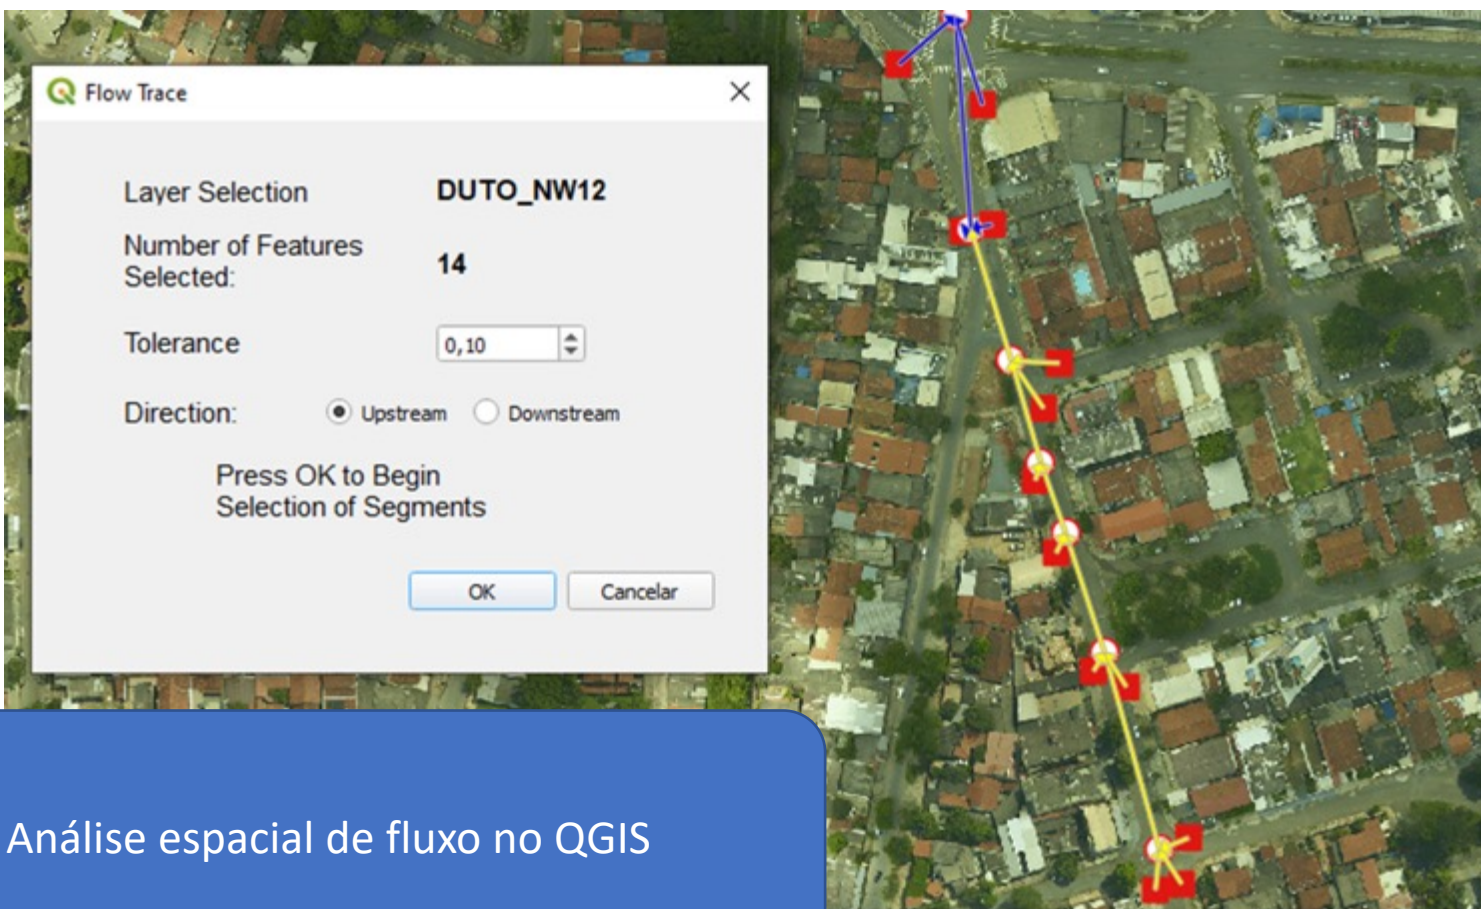 Flow Trace
Layer Selection DUTO_NW12
Number of Features
Selected: 14
Tolerance 0,10
Direction: Upstream Downstream
Press OK to Begin
Selection of Segments
OK Cancelar
Análise espacial de fluxo no QGIS